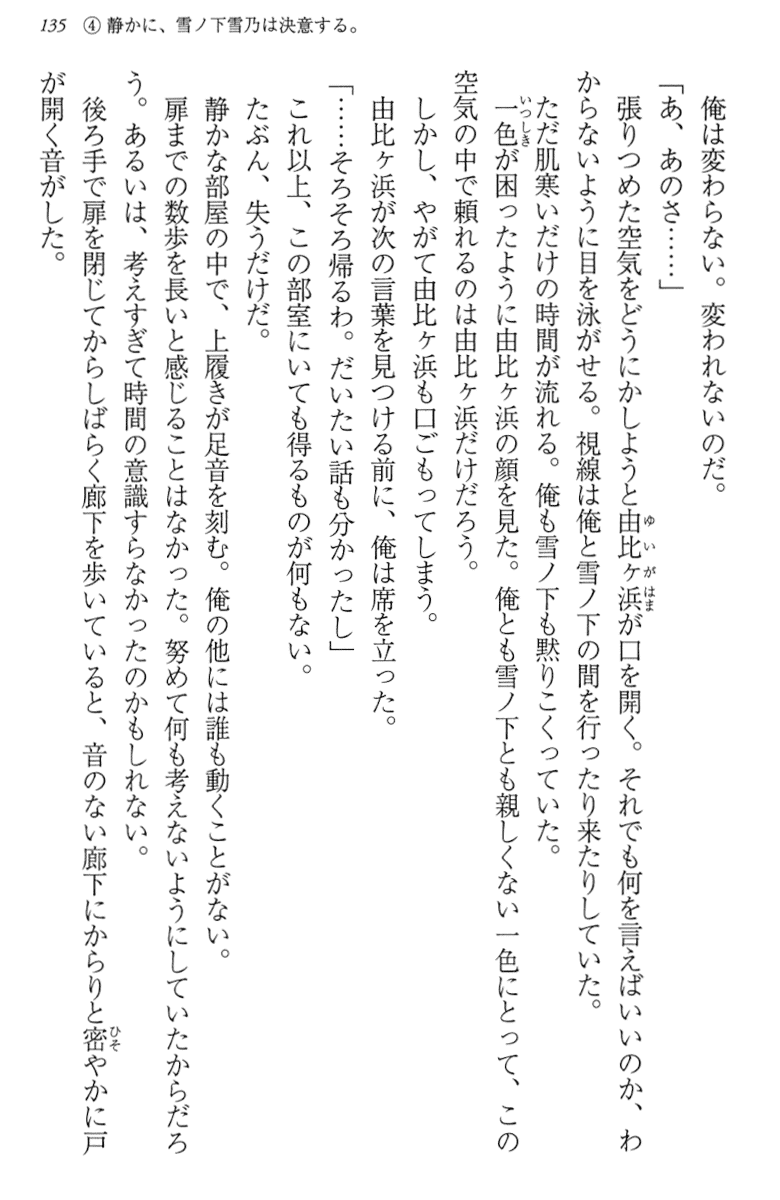 135 ④ 静かに、雪ノ下雪乃は決意する。
俺は変わらない。変われないのだ。
「あ、あのさ……」
張りつめた空気をどうにかしようと由比ヶ浜が口を開く。それでも何を言えばいいのか、わ
からないように目を泳がせる。視線は俺と雪ノ下の間を行ったり来たりしていた。
ただ肌寒いだけの時間が流れる。俺も雪ノ下も黙りこくっていた。
一色が困ったように由比ヶ浜の顔を見た。俺とも雪ノ下とも親しくない一色にとって、この
空気の中で頼れるのは由比ヶ浜だけだろう。
しかし、やがて由比ヶ浜も口ごもってしまう。
由比ヶ浜が次の言葉を見つける前に、俺は席を立った。
「……そろそろ帰るわ。だいたい話も分かったし」
これ以上、この部室にいても得るものが何もない。
たぶん、失うだけだ。
静かな部屋の中で、上履きが足音を刻む。俺の他には誰も動くことがない。
扉までの数歩を長いと感じることはなかった。努めて何も考えないようにしていたからだろ
う。あるいは、考えすぎて時間の意識すらなかったのかもしれない。
後ろ手で扉を閉じてからしばらく廊下を歩いていると、音のない廊下にからりと密やかに戸
が開く音がした。